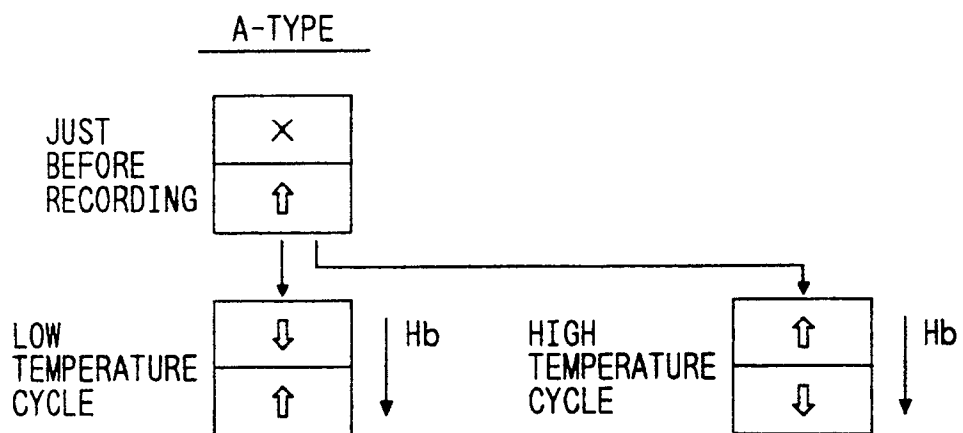 A-TYPE
JUST
BEFORE
RECORDING
LOW
TEMPERATURE
CYCLE
Hb
HIGH
TEMPERATURE
CYCLE
Hb